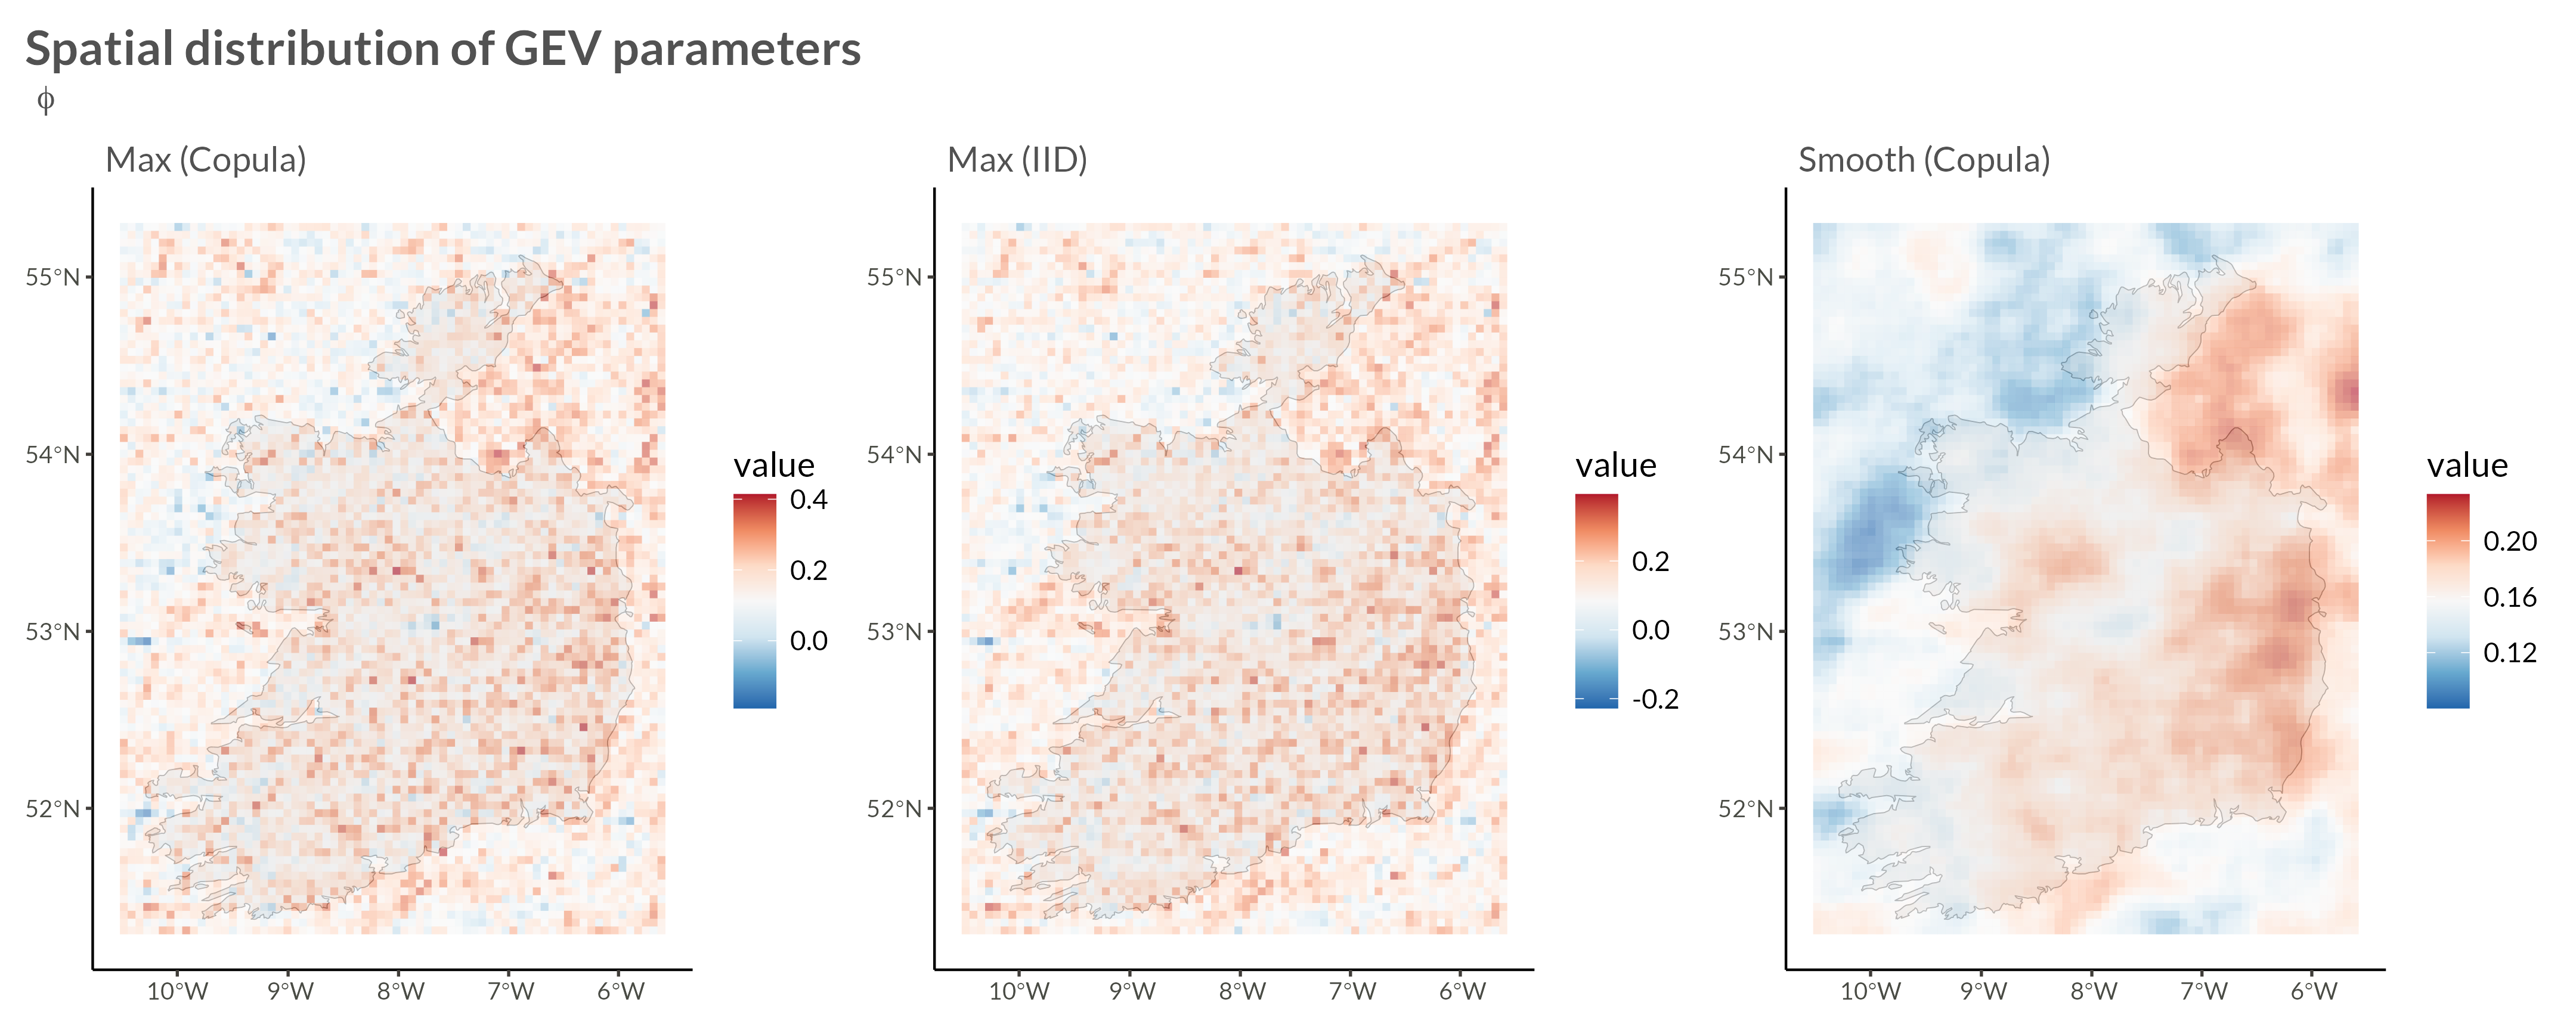 Spatial distribution of GEV parameters
ϕ
Max (Copula)
55°N
54°N
53°N
52°N
10°W 9°W 8°W 7°W 6°W
value
0.4
0.2
0.0
Max (IID)
55°N
54°N
53°N
52°N
10°W 9°W 8°W 7°W 6°W
value
0.2
0.0
-0.2
Smooth (Copula)
55°N
54°N
53°N
52°N
10°W 9°W 8°W 7°W 6°W
value
0.20
0.16
0.12